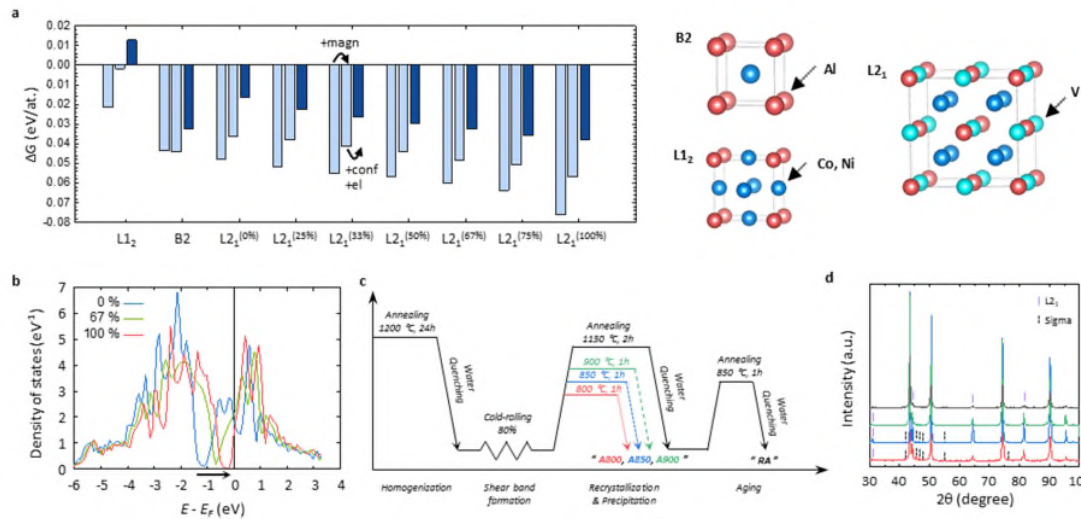 a
0.02
0.01
0.00
0.01
0.02
0.03
0.04
0.05
0.06
0.07
-0.08
ΔG (eV/at.)
+magn
+conf
+el
L1₂
B2
L2₁⁽⁰%⁾
L2₁⁽²⁵%⁾
L2₁⁽³³%⁾
L2₁⁽⁵⁰%⁾
L2₁⁽⁶⁷%⁾
L2₁⁽⁷⁵%⁾
L2₁⁽¹⁰⁰%⁾
B2
Al
L1₂
Co, Ni
L2₁
V
b
7
6
5
4
3
2
1
0
Density of states (eV⁻¹)
0 %
67 %
100 %
-6 -5 -4 -3 -2 -1 0 1 2 3 4
E - E_F (eV)
c
Annealing
1200 ℃, 24h
Water
Quenching
Homogenization
Cold-rolling
80%
Shear band
formation
Annealing
1150 ℃, 2h
900 ℃, 1h
850 ℃, 1h
800 ℃, 1h
Water
Quenching
" A800, A850, A900 "
Recrystallization
& Precipitation
Annealing
850 ℃, 1h
Water
Quenching
" RA "
Aging
d
Intensity (a.u.)
L2₁
Sigma
30 40 50 60 70 80 90 100
2θ (degree)